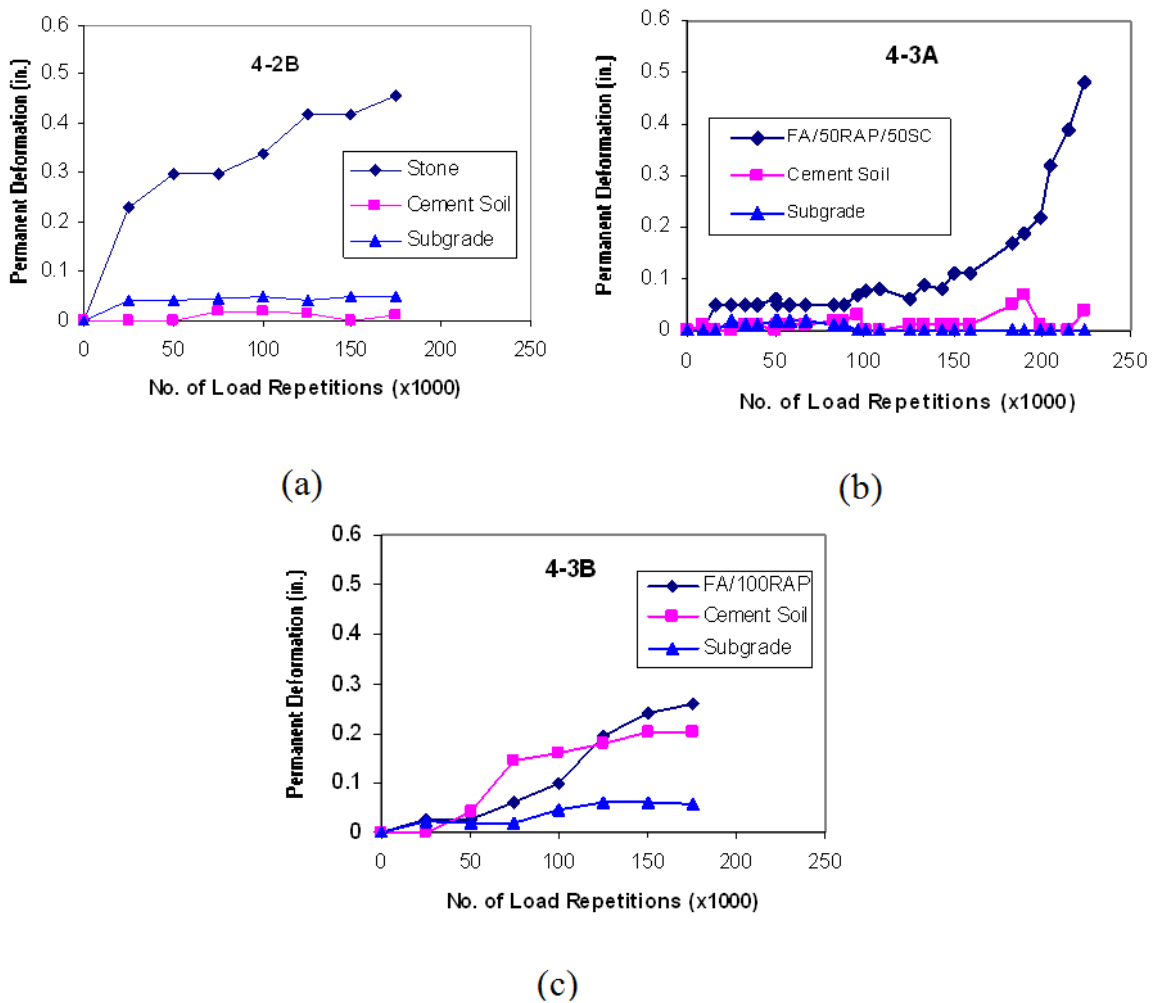 4-2B
Permanent Deformation (in.)
0.6
0.5
0.4
0.3
0.2
0.1
0
Stone
Cement Soil
Subgrade
0 50 100 150 200 250
No. of Load Repetitions (x1000)
(a)
4-3A
Permanent Deformation (in.)
0.6
0.5
0.4
0.3
0.2
0.1
0
FA/50RAP/50SC
Cement Soil
Subgrade
0 50 100 150 200 250
No. of Load Repetitions (x1000)
(b)
4-3B
Permanent Deformation (in.)
0.6
0.5
0.4
0.3
0.2
0.1
0
FA/100RAP
Cement Soil
Subgrade
0 50 100 150 200 250
No. of Load Repetitions (x1000)
(c)